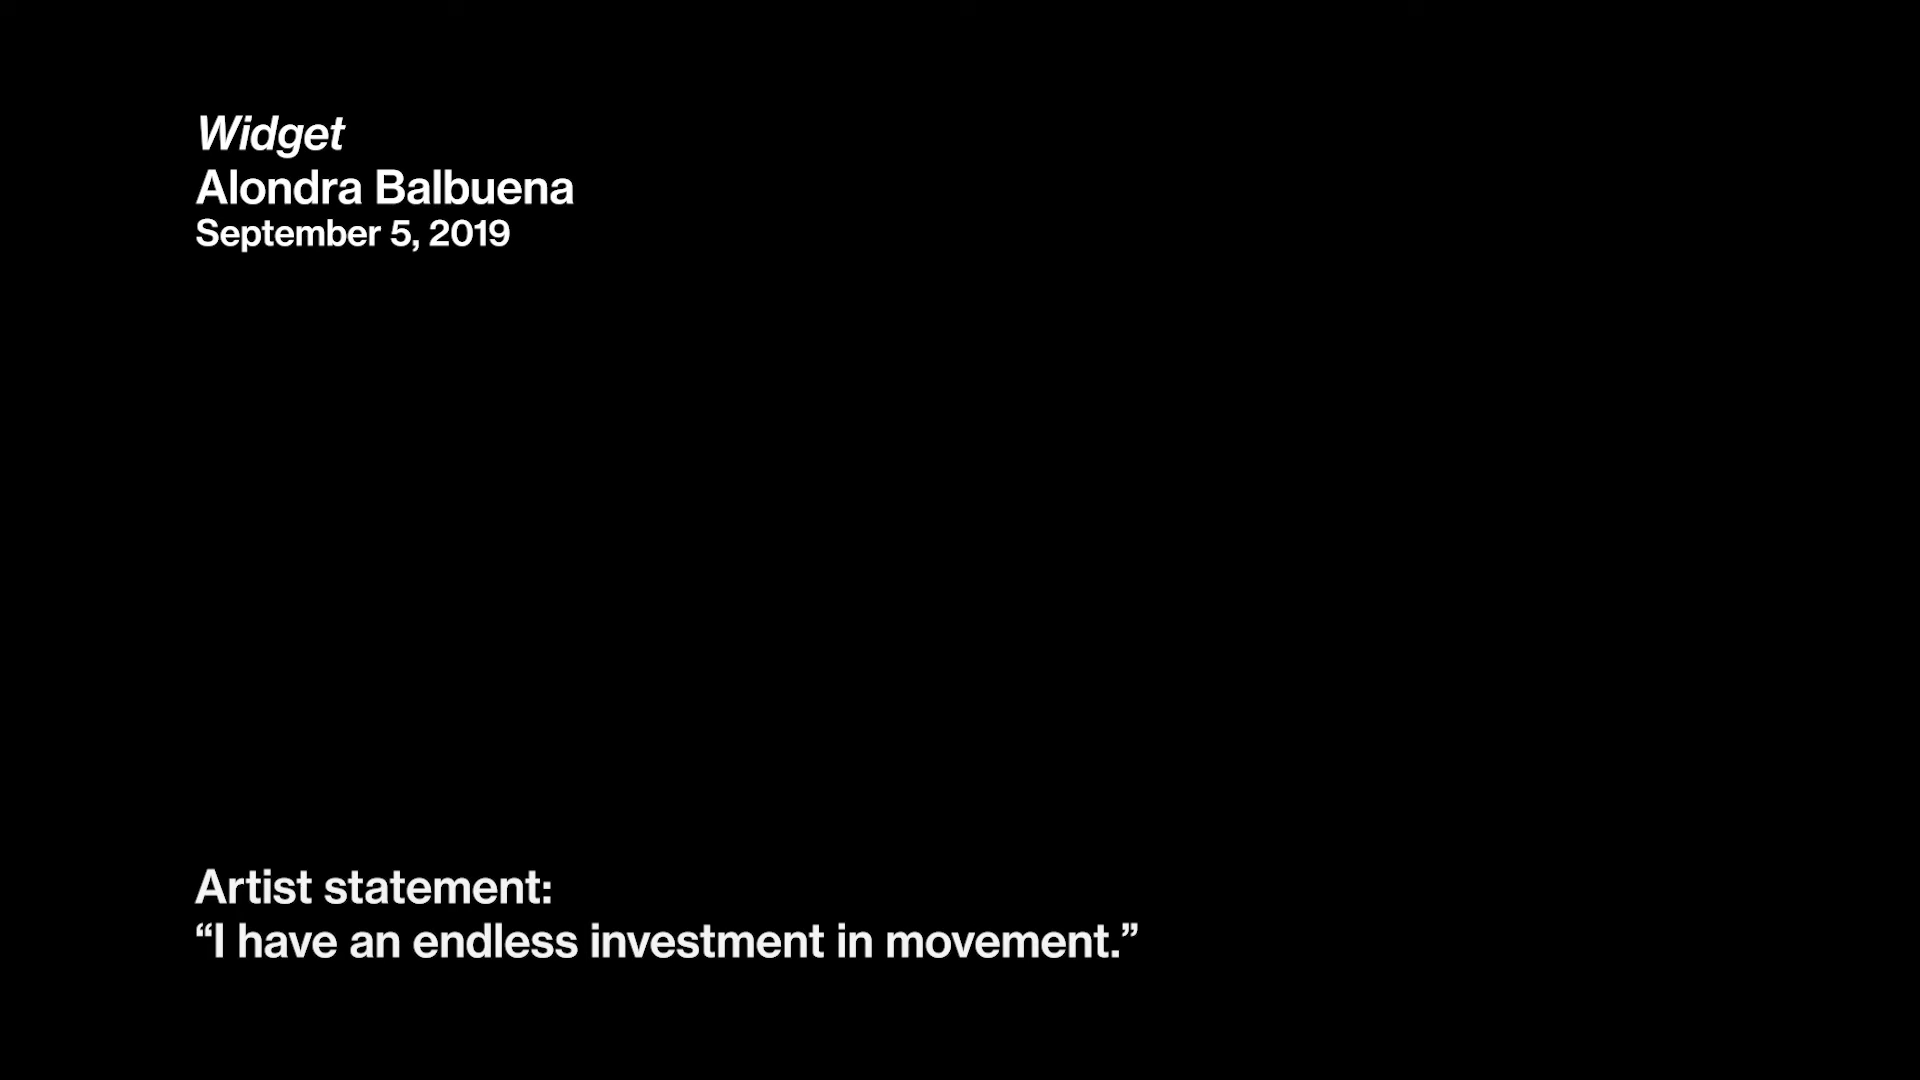 Widget
Alondra Balbuena
September 5, 2019
Artist statement:
“I have an endless investment in movement.”